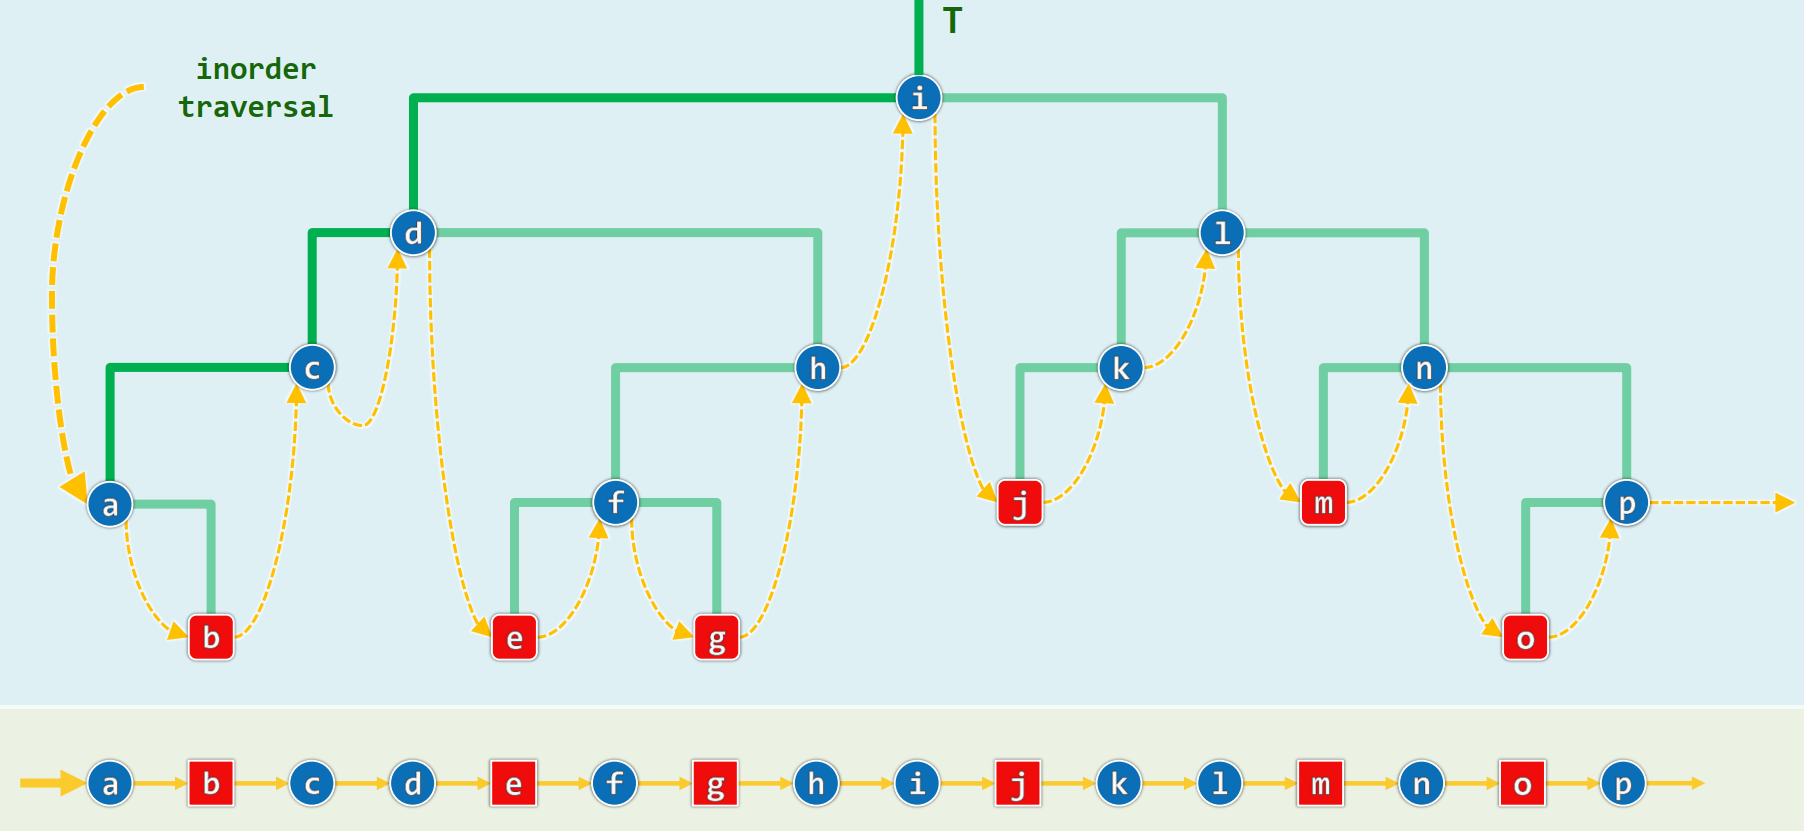 T
inorder
traversal
i
d l
c h k n
a f j m p
b e g o
a b c d e f g h i j k l m n o p